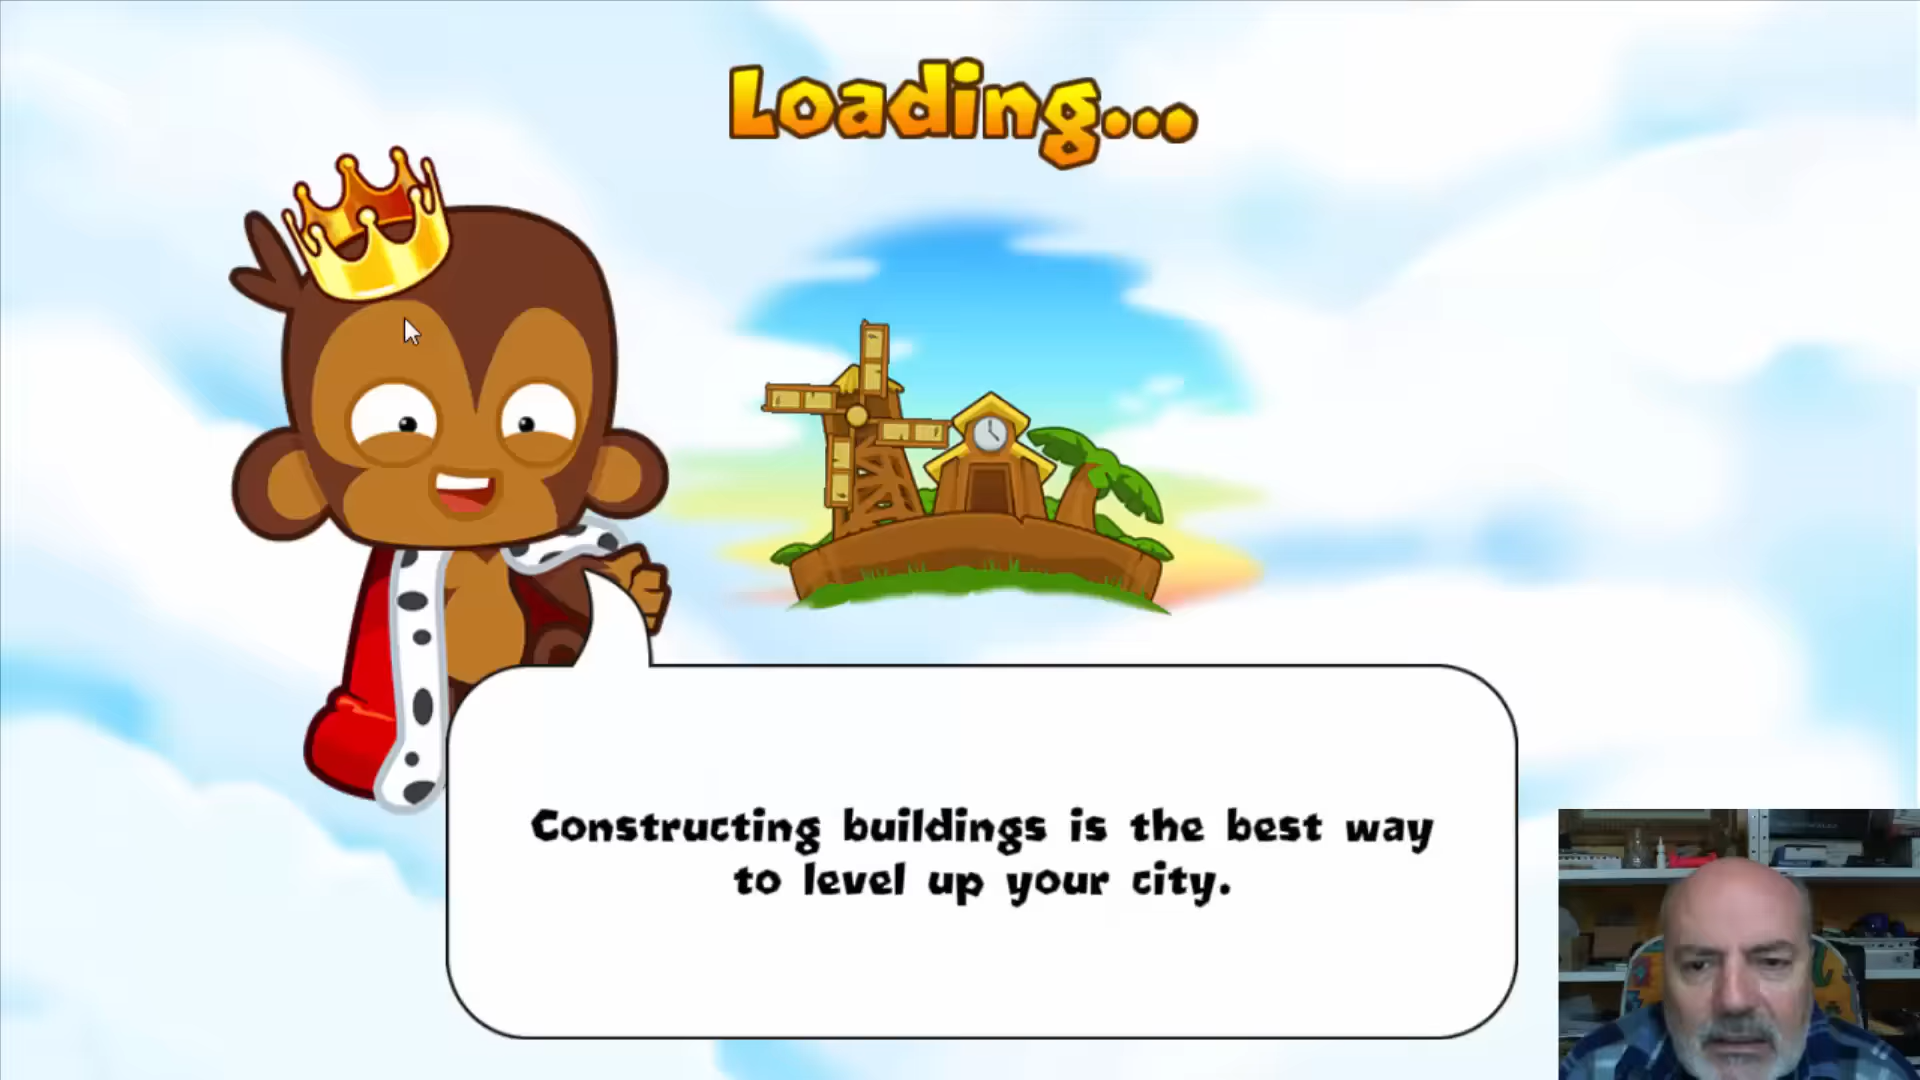 Loading...
Constructing buildings is the best way
to level up your city.